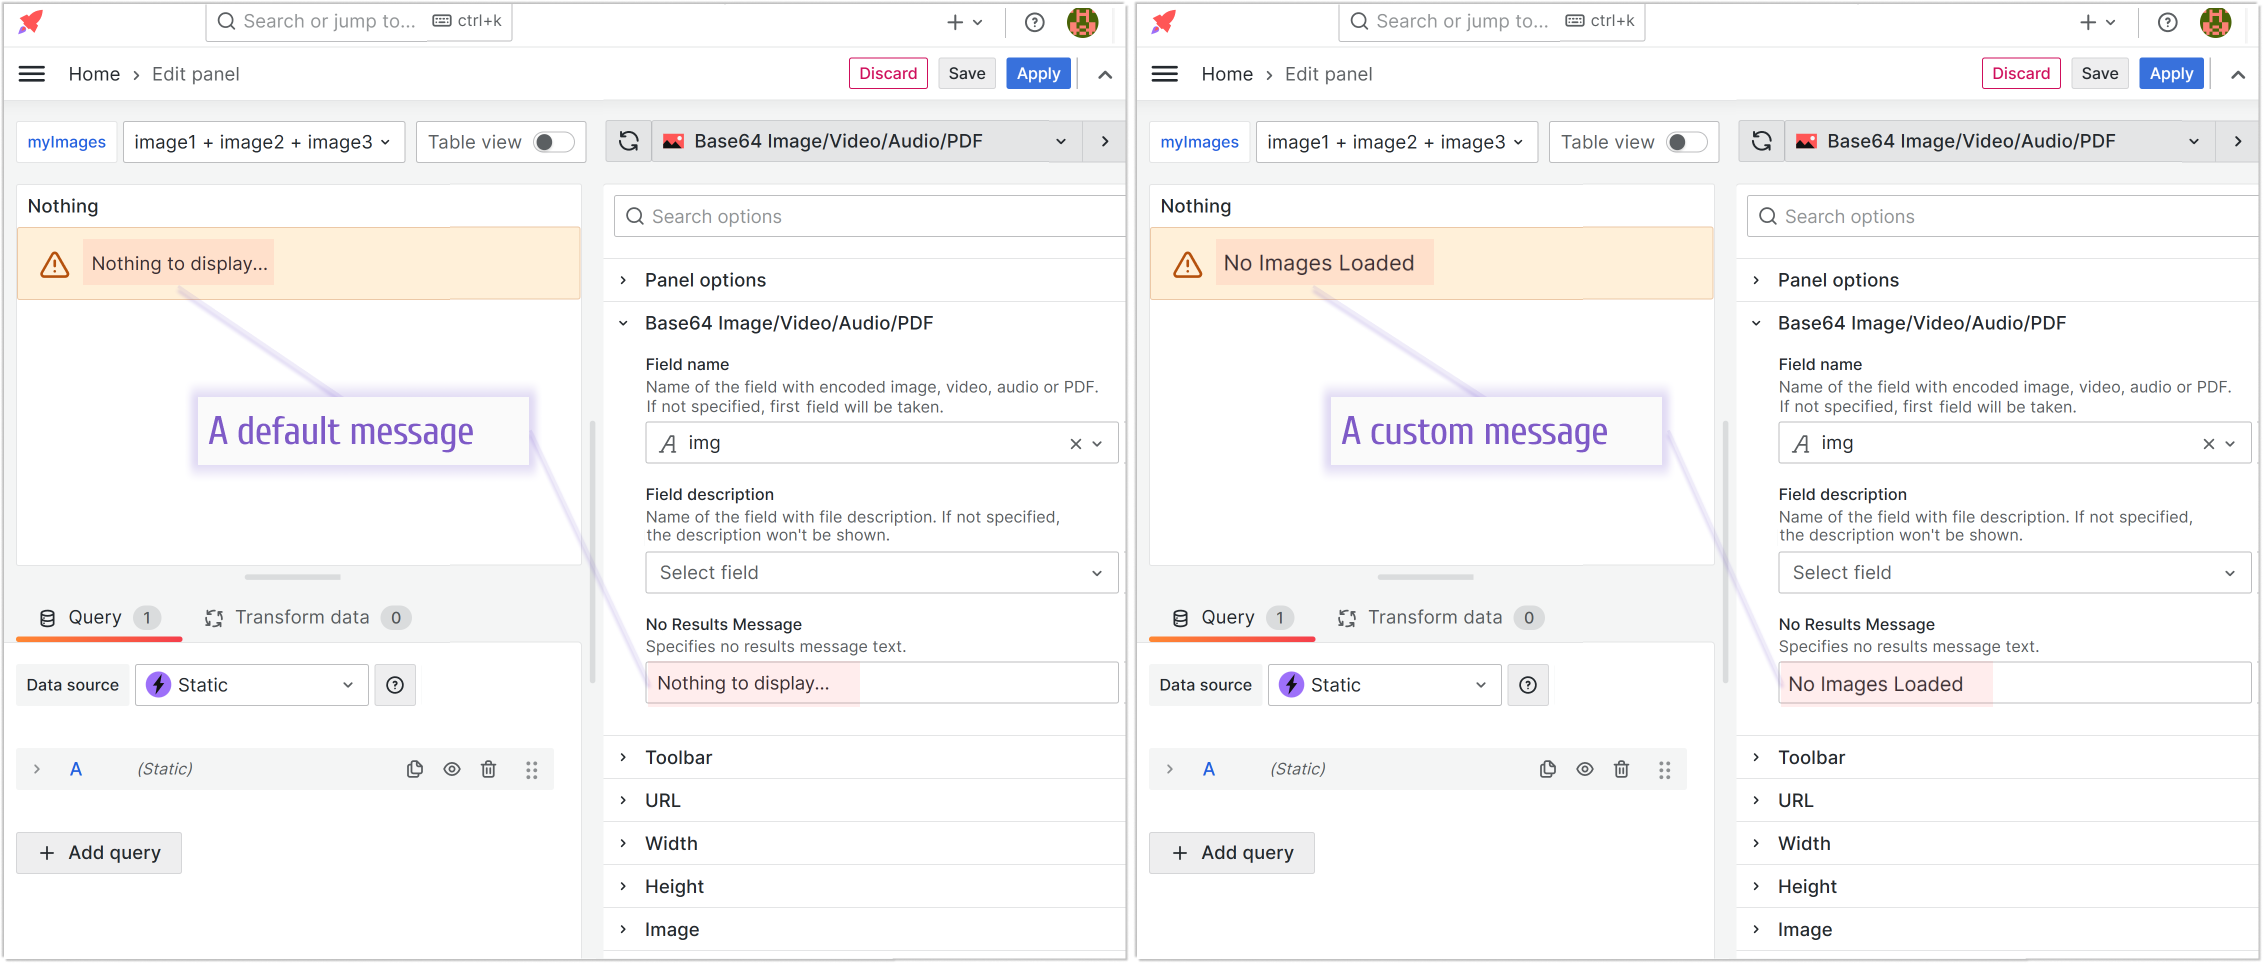 Search or jump to... ctrl+k
Home › Edit panel
Discard Save Apply
myImages image1 + image2 + image3 Table view
Base64 Image/Video/Audio/PDF
Nothing
Nothing to display...
A default message
Query 1 Transform data 0
Data source Static
A (Static)
+ Add query
Search options
Panel options
Base64 Image/Video/Audio/PDF
Field name
Name of the field with encoded image, video, audio or PDF.
If not specified, first field will be taken.
img
Field description
Name of the field with file description. If not specified,
the description won't be shown.
Select field
No Results Message
Specifies no results message text.
Nothing to display...
Toolbar
URL
Width
Height
Image
Search or jump to... ctrl+k
Home › Edit panel
Discard Save Apply
myImages image1 + image2 + image3 Table view
Base64 Image/Video/Audio/PDF
Nothing
No Images Loaded
A custom message
Query 1 Transform data 0
Data source Static
A (Static)
+ Add query
Search options
Panel options
Base64 Image/Video/Audio/PDF
Field name
Name of the field with encoded image, video, audio or PDF.
If not specified, first field will be taken.
img
Field description
Name of the field with file description. If not specified,
the description won't be shown.
Select field
No Results Message
Specifies no results message text.
No Images Loaded
Toolbar
URL
Width
Height
Image